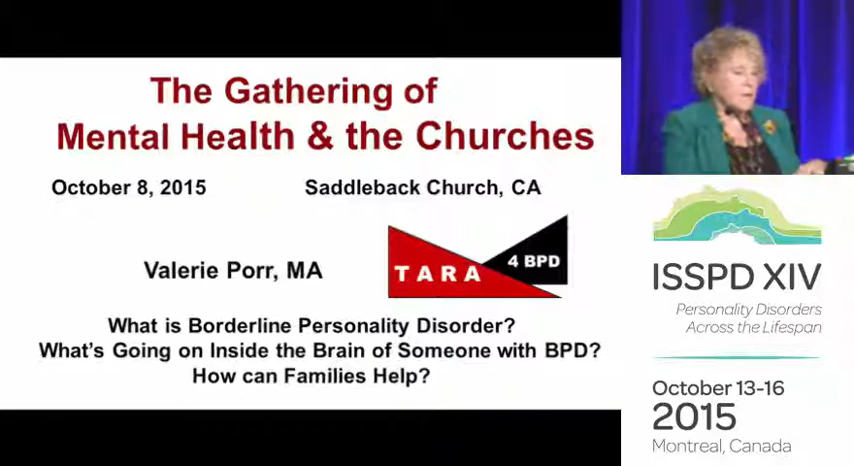 The Gathering of
Mental Health & the Churches
October 8, 2015 Saddleback Church, CA
Valerie Porr, MA
TARA 4 BPD
What is Borderline Personality Disorder?
What's Going on Inside the Brain of Someone with BPD?
How can Families Help?
ISSPD XIV
Personality Disorders
Across the Lifespan
October 13-16
2015
Montreal, Canada